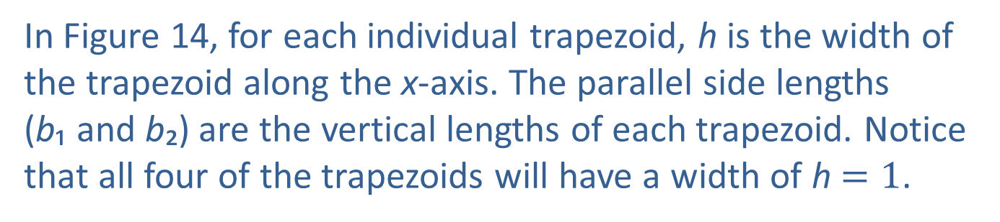 In Figure 14, for each individual trapezoid, h is the width of
the trapezoid along the x-axis. The parallel side lengths
(b₁ and b₂) are the vertical lengths of each trapezoid. Notice
that all four of the trapezoids will have a width of h = 1.